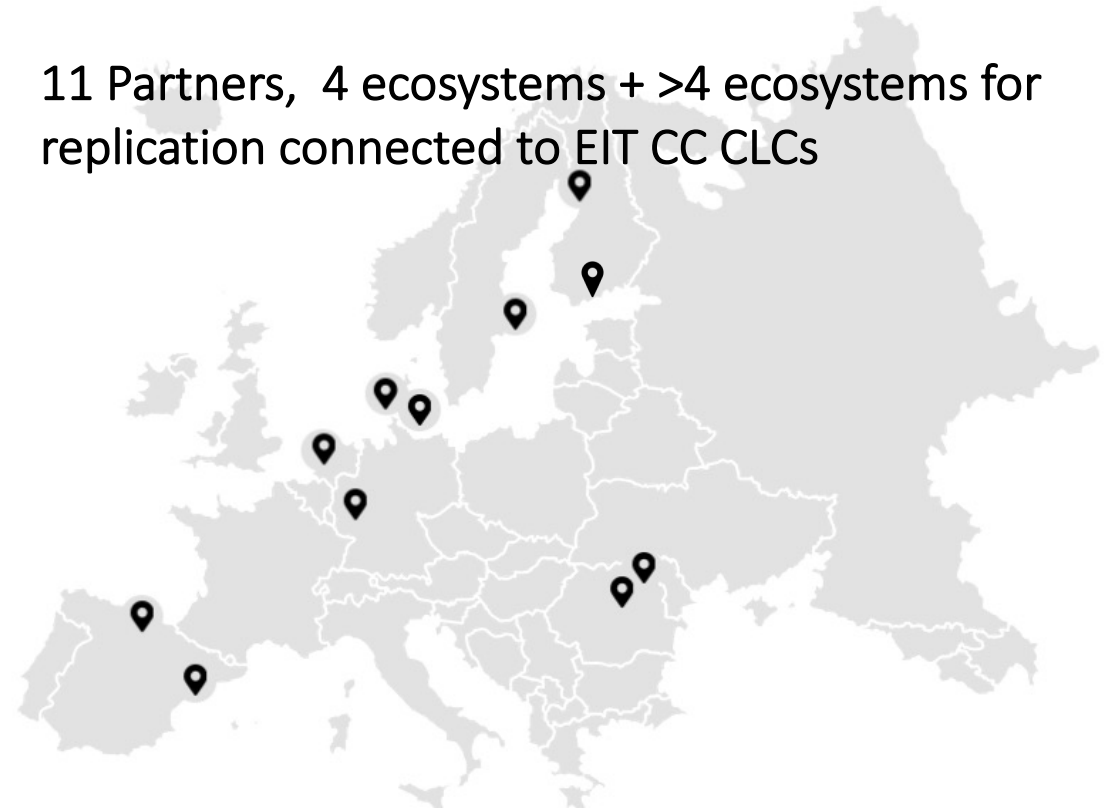 11 Partners,  4 ecosystems + >4 ecosystems for
replication connected to EIT CC CLCs